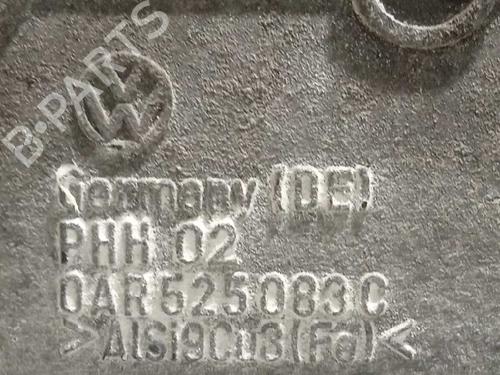 B-PARTS
Germany (DE)
PHH 02
0AR525083C
>AlSi9Cu3(Fe)<